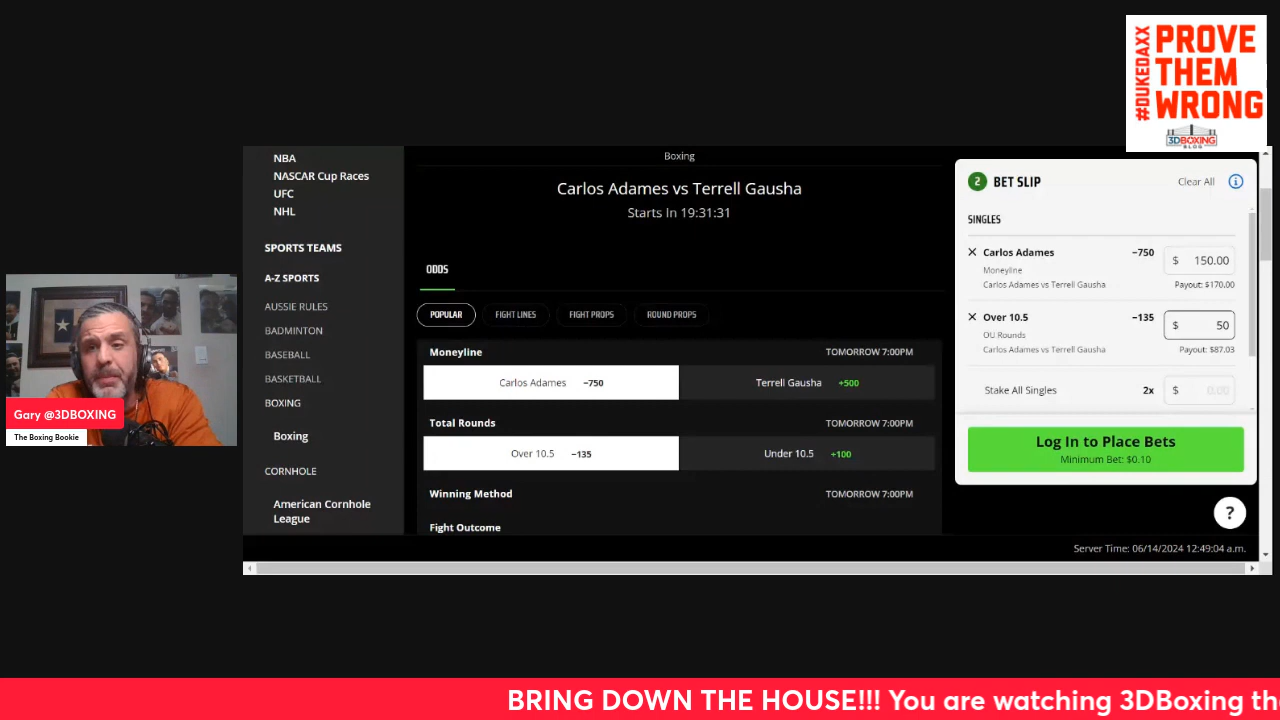 #DUKEDAXX
PROVE
THEM
WRONG
3DBOXING
BLOG
NBA
NASCAR Cup Races
UFC
NHL
SPORTS TEAMS
A-Z SPORTS
AUSSIE RULES
BADMINTON
BASEBALL
BASKETBALL
BOXING
Boxing
CORNHOLE
American Cornhole
League
Boxing
Carlos Adames vs Terrell Gausha
Starts In 19:31:31
ODDS
POPULAR FIGHT LINES FIGHT PROPS ROUND PROPS
Moneyline TOMORROW 7:00PM
Carlos Adames −750 Terrell Gausha +500
Total Rounds TOMORROW 7:00PM
Over 10.5 −135 Under 10.5 +100
Winning Method TOMORROW 7:00PM
Fight Outcome
2 BET SLIP Clear All i
SINGLES
× Carlos Adames −750 $ 150.00
Moneyline
Carlos Adames vs Terrell Gausha Payout: $170.00
× Over 10.5 −135 $ 50
OU Rounds
Carlos Adames vs Terrell Gausha Payout: $87.03
Stake All Singles 2x $ 0.00
Log In to Place Bets
Minimum Bet: $0.10
?
Server Time: 06/14/2024 12:49:04 a.m.
Gary @3DBOXING
The Boxing Bookie
BRING DOWN THE HOUSE!!! You are watching 3DBoxing th